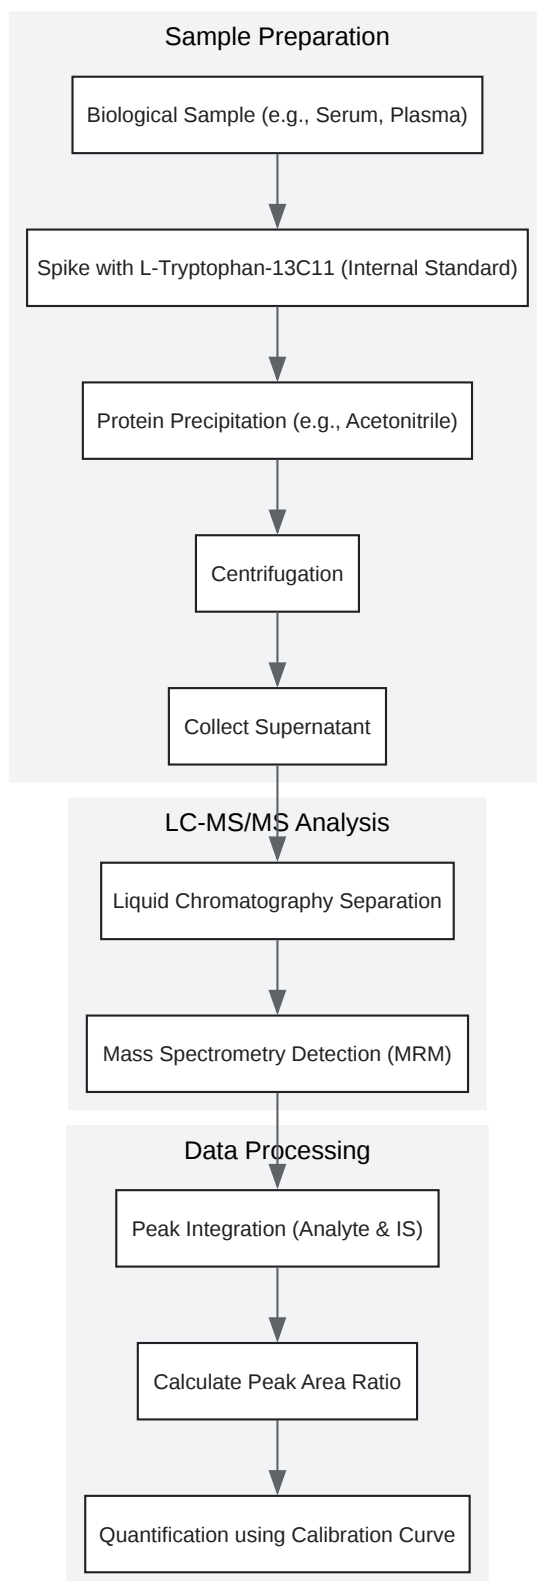 Sample Preparation
Biological Sample (e.g., Serum, Plasma)
Spike with L-Tryptophan-13C11 (Internal Standard)
Protein Precipitation (e.g., Acetonitrile)
Centrifugation
Collect Supernatant
LC-MS/MS Analysis
Liquid Chromatography Separation
Mass Spectrometry Detection (MRM)
Data Processing
Peak Integration (Analyte & IS)
Calculate Peak Area Ratio
Quantification using Calibration Curve